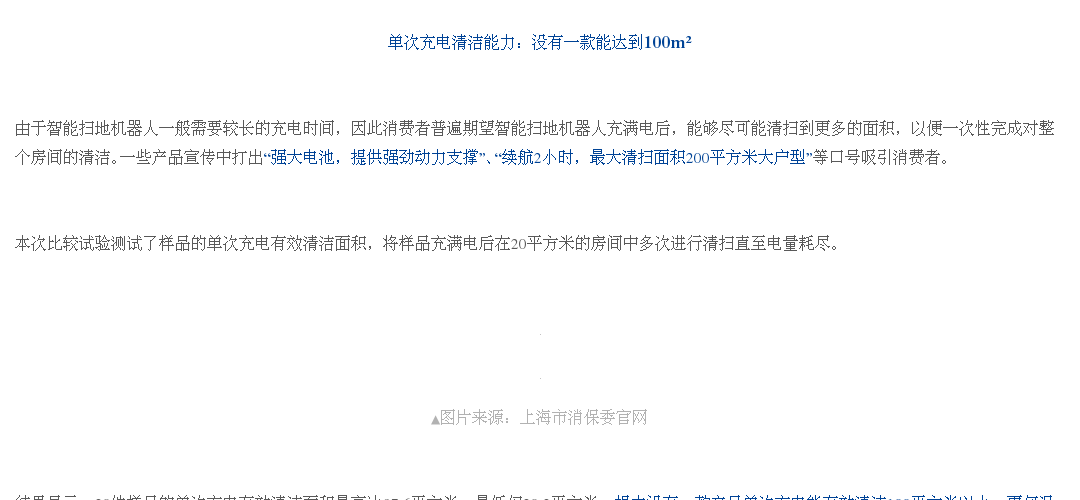 单次充电清洁能力：没有一款能达到100m²
由于智能扫地机器人一般需要较长的充电时间，因此消费者普遍期望智能扫地机器人充满电后，能够尽可能清扫到更多的面积，以便一次性完成对整
个房间的清洁。一些产品宣传中打出“强大电池，提供强劲动力支撑”、“续航2小时，最大清扫面积200平方米大户型”等口号吸引消费者。
本次比较试验测试了样品的单次充电有效清洁面积，将样品充满电后在20平方米的房间中多次进行清扫直至电量耗尽。
▲图片来源：上海市消保委官网